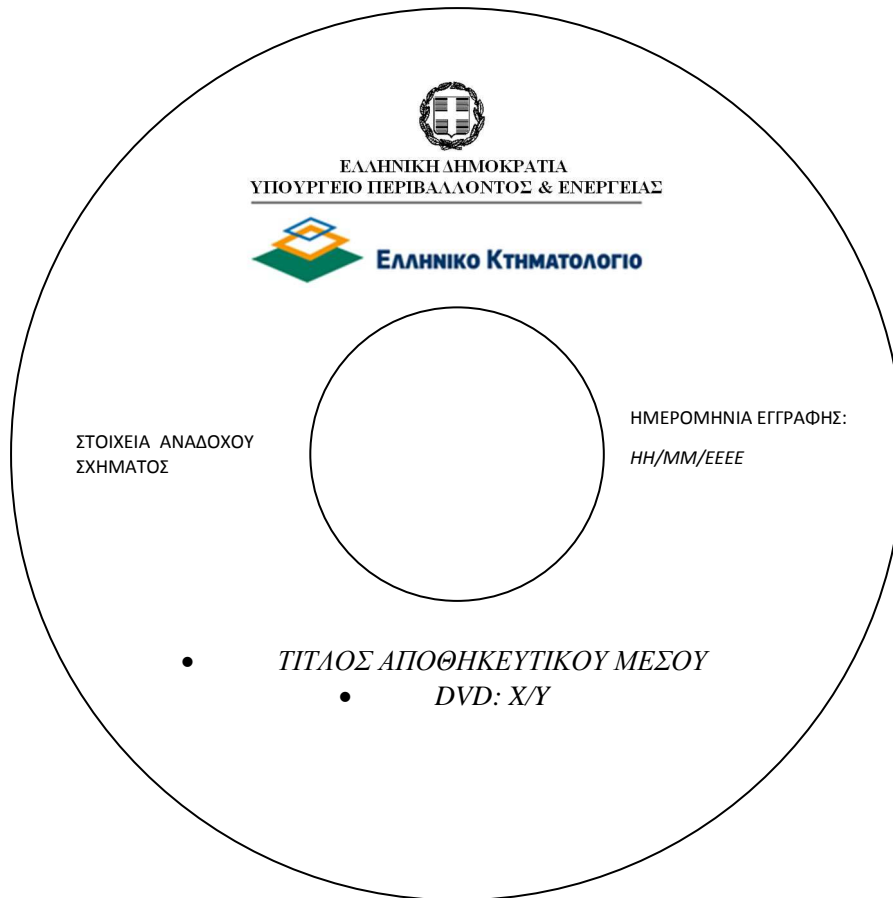 ΕΛΛΗΝΙΚΗ ΔΗΜΟΚΡΑΤΙΑ
ΥΠΟΥΡΓΕΙΟ ΠΕΡΙΒΑΛΛΟΝΤΟΣ & ΕΝΕΡΓΕΙΑΣ
ΕΛΛΗΝΙΚΟ ΚΤΗΜΑΤΟΛΟΓΙΟ
ΣΤΟΙΧΕΙΑ ΑΝΑΔΟΧΟΥ
ΣΧΗΜΑΤΟΣ
ΗΜΕΡΟΜΗΝΙΑ ΕΓΓΡΑΦΗΣ:
ΗΗ/ΜΜ/ΕΕΕΕ
• ΤΙΤΛΟΣ ΑΠΟΘΗΚΕΥΤΙΚΟΥ ΜΕΣΟΥ
• DVD: X/Y